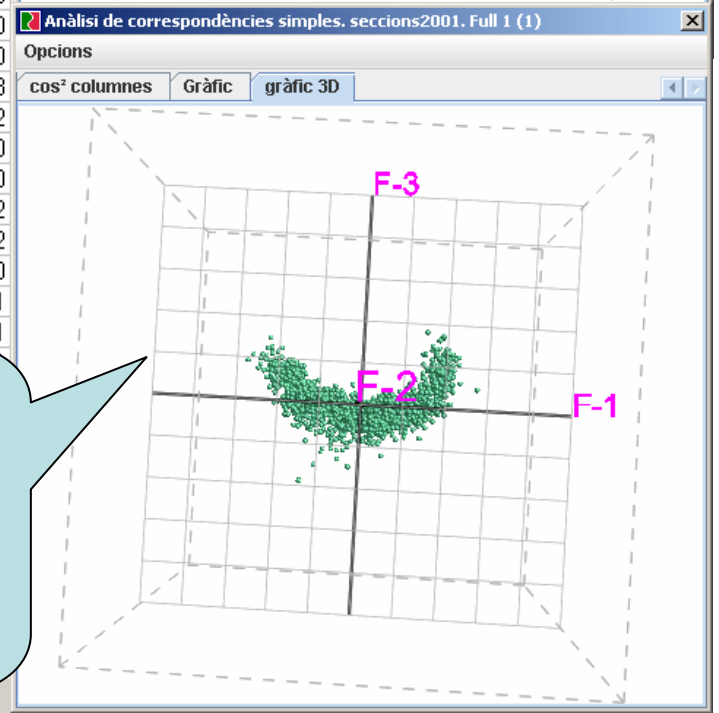 Anàlisi de correspondències simples. seccions2001. Full 1 (1)
Opcions
cos² columnes Gràfic gràfic 3D
F-3
F-2
F-1